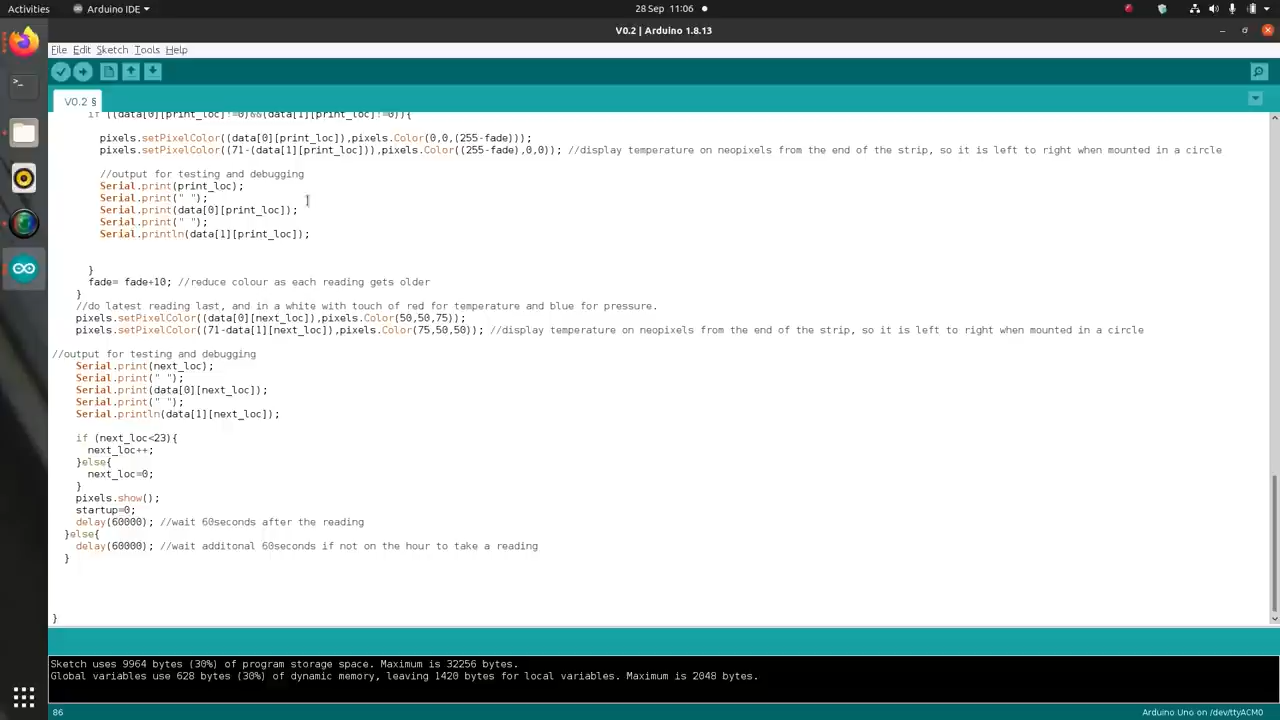 Activities
Arduino IDE
28 Sep 11:06
V0.2 | Arduino 1.8.13
File Edit Sketch Tools Help
V0.2 §
if ((data[0][print_loc]!=0)&&(data[1][print_loc]!=0)){
pixels.setPixelColor((data[0][print_loc]),pixels.Color(0,0,(255-fade)));
pixels.setPixelColor((71-(data[1][print_loc])),pixels.Color((255-fade),0,0)); //display temperature on neopixels from the end of the strip, so it is left to right when mounted in a circle
//output for testing and debugging
Serial.print(print_loc);
Serial.print(" ");
Serial.print(data[0][print_loc]);
Serial.print(" ");
Serial.println(data[1][print_loc]);
}
fade= fade+10; //reduce colour as each reading gets older
}
//do latest reading last, and in a white with touch of red for temperature and blue for pressure.
pixels.setPixelColor((data[0][next_loc]),pixels.Color(50,50,75));
pixels.setPixelColor((71-data[1][next_loc]),pixels.Color(75,50,50)); //display temperature on neopixels from the end of the strip, so it is left to right when mounted in a circle
//output for testing and debugging
Serial.print(next_loc);
Serial.print(" ");
Serial.print(data[0][next_loc]);
Serial.print(" ");
Serial.println(data[1][next_loc]);
if (next_loc<23){
next_loc++;
}else{
next_loc=0;
}
pixels.show();
startup=0;
delay(60000); //wait 60seconds after the reading
}else{
delay(60000); //wait additonal 60seconds if not on the hour to take a reading
}
}
Sketch uses 9964 bytes (30%) of program storage space. Maximum is 32256 bytes.
Global variables use 628 bytes (30%) of dynamic memory, leaving 1420 bytes for local variables. Maximum is 2048 bytes.
86
Arduino Uno on /dev/ttyACM0